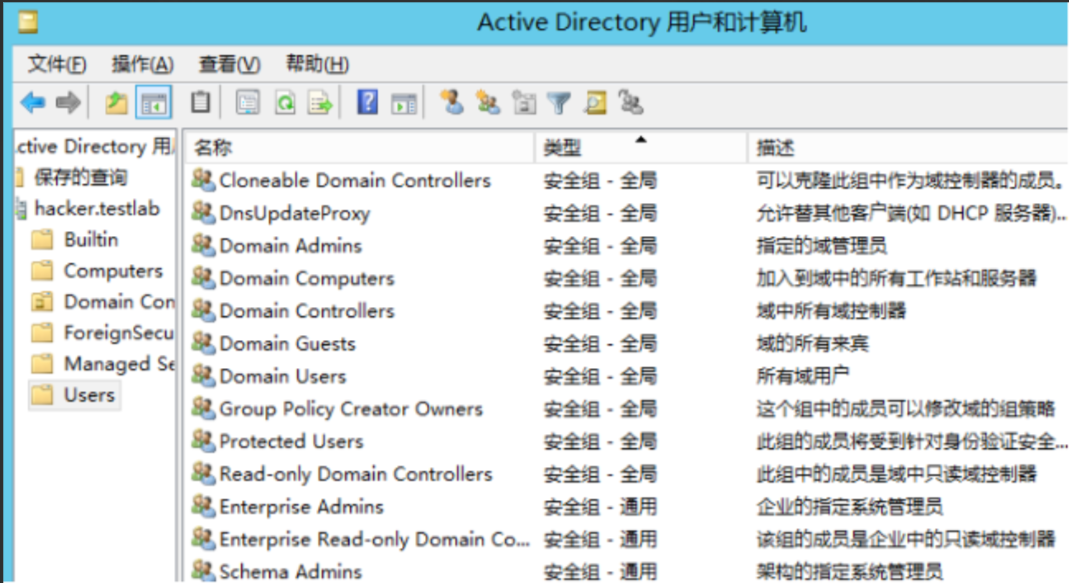 Active Directory 用户和计算机
文件(F) 操作(A) 查看(V) 帮助(H)
ctive Directory 用
保存的查询
hacker.testlab
Builtin
Computers
Domain Con
ForeignSecu
Managed Se
Users
名称 类型 描述
Cloneable Domain Controllers 安全组 - 全局 可以克隆此组中作为域控制器的成员。
DnsUpdateProxy 安全组 - 全局 允许替其他客户端(如 DHCP 服务器)...
Domain Admins 安全组 - 全局 指定的域管理员
Domain Computers 安全组 - 全局 加入到域中的所有工作站和服务器
Domain Controllers 安全组 - 全局 域中所有域控制器
Domain Guests 安全组 - 全局 域的所有来宾
Domain Users 安全组 - 全局 所有域用户
Group Policy Creator Owners 安全组 - 全局 这个组中的成员可以修改域的组策略
Protected Users 安全组 - 全局 此组的成员将受到针对身份验证安全...
Read-only Domain Controllers 安全组 - 全局 此组中的成员是域中只读域控制器
Enterprise Admins 安全组 - 通用 企业的指定系统管理员
Enterprise Read-only Domain Co... 安全组 - 通用 该组的成员是企业中的只读域控制器
Schema Admins 安全组 - 通用 架构的指定系统管理员